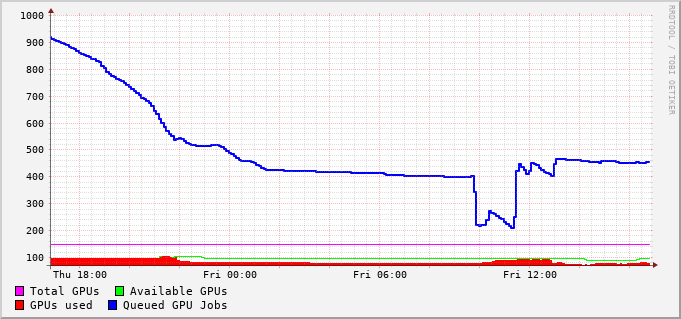 1000
900
800
700
600
500
400
300
200
100
Thu 18:00 Fri 00:00 Fri 06:00 Fri 12:00
Total GPUs Available GPUs
GPUs used Queued GPU Jobs
RRDTOOL / TOBI OETIKER